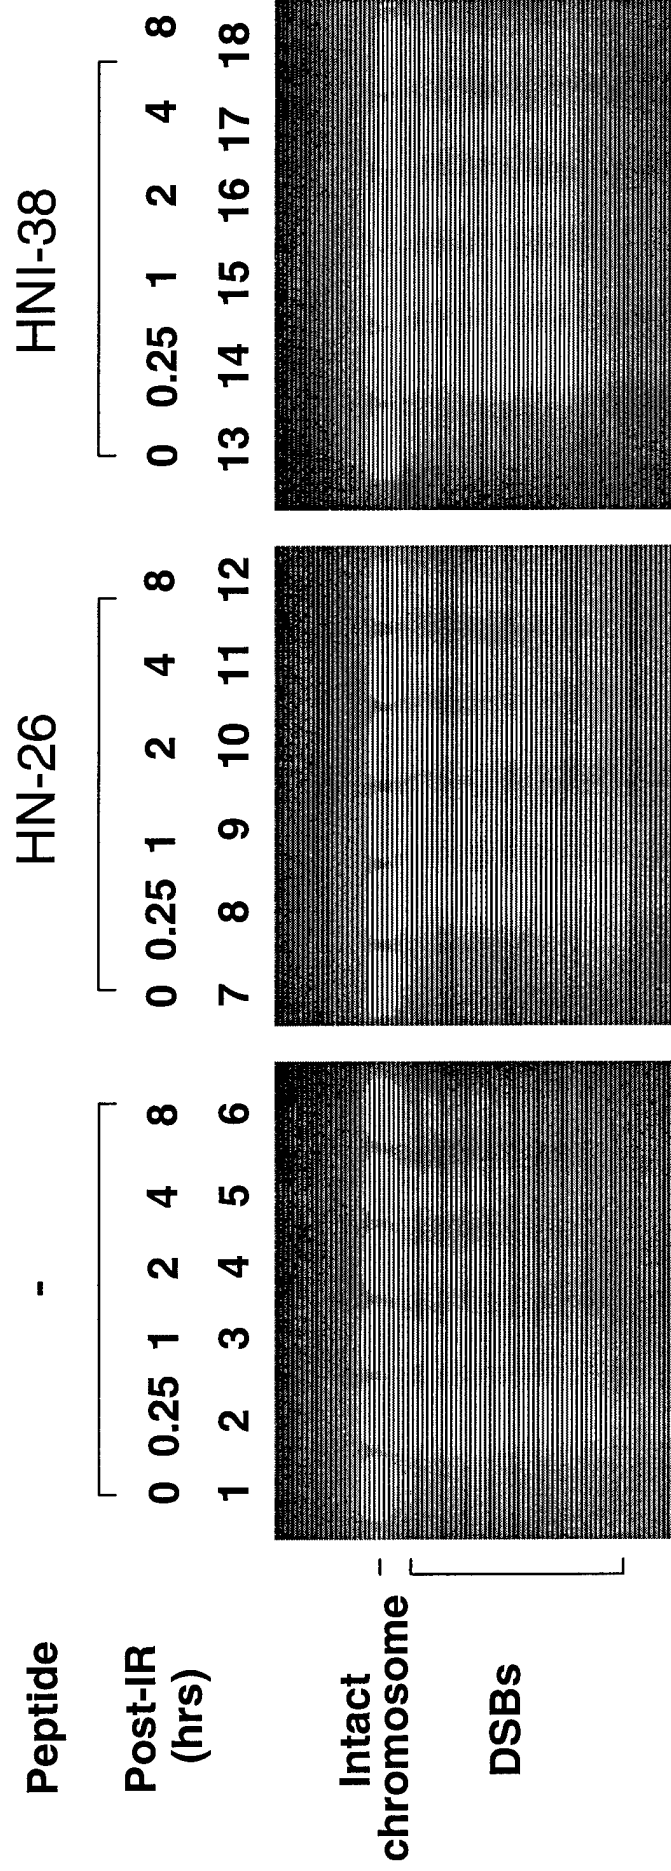 Peptide - HN-26 HNI-38
Post-IR (hrs) 0 0.25 1 2 4 8 0 0.25 1 2 4 8 0 0.25 1 2 4 8
1 2 3 4 5 6 7 8 9 10 11 12 13 14 15 16 17 18
Intact chromosome -
DSBs